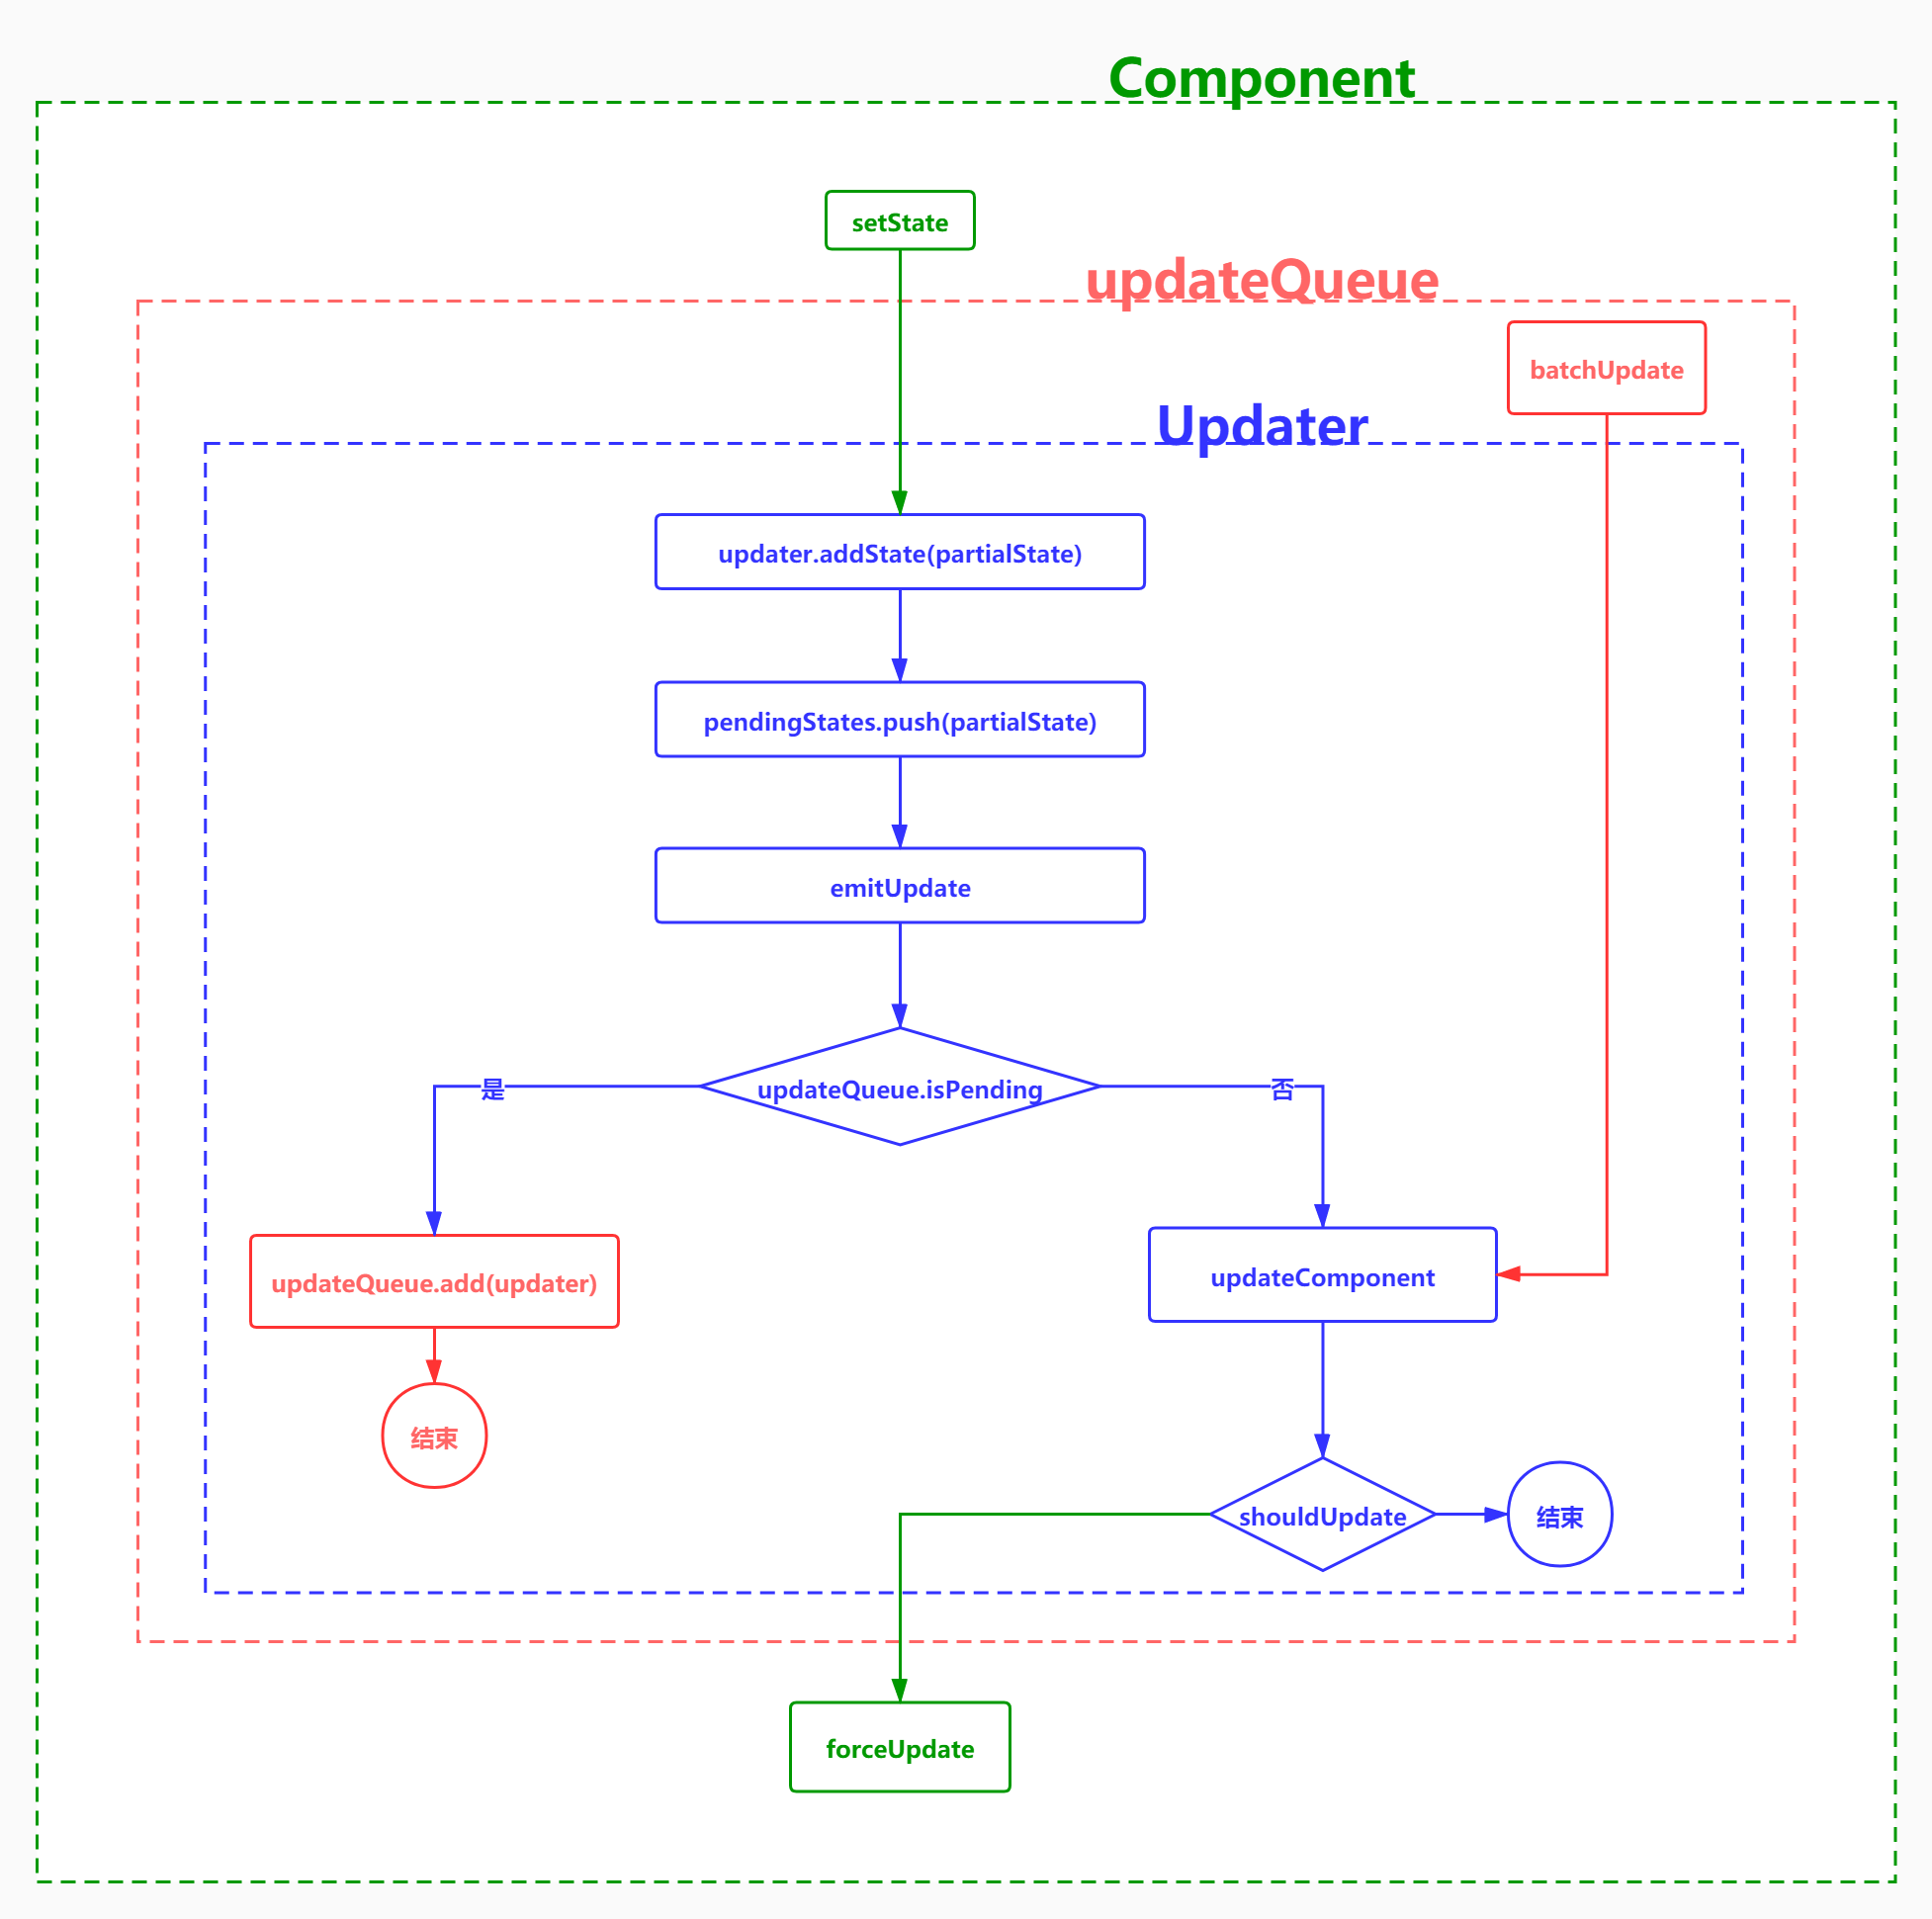 Component
setState
updateQueue
batchUpdate
Updater
updater.addState(partialState)
pendingStates.push(partialState)
emitUpdate
updateQueue.isPending
是
否
updateQueue.add(updater)
updateComponent
结束
shouldUpdate
结束
forceUpdate